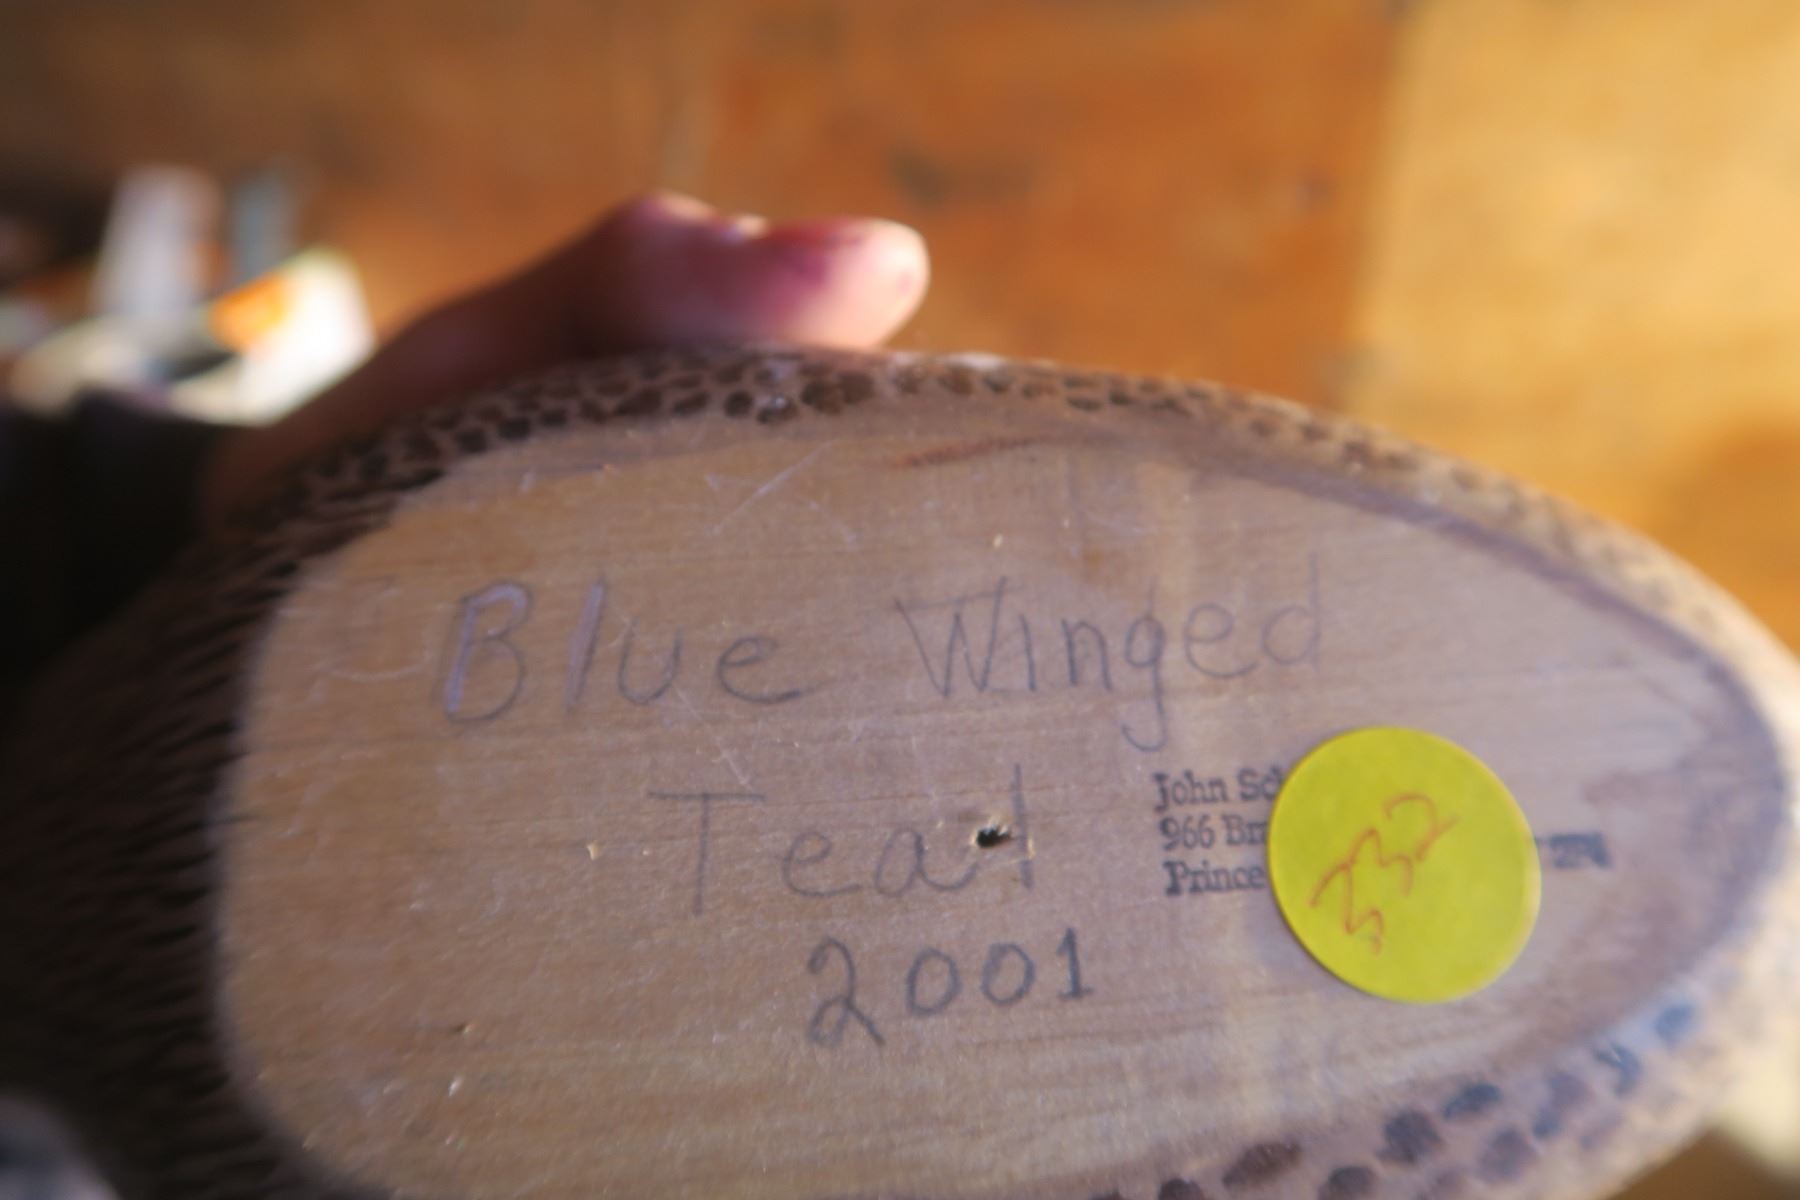 Blue Winged
Teal
2001
John Sc
966 Br
Prince
332